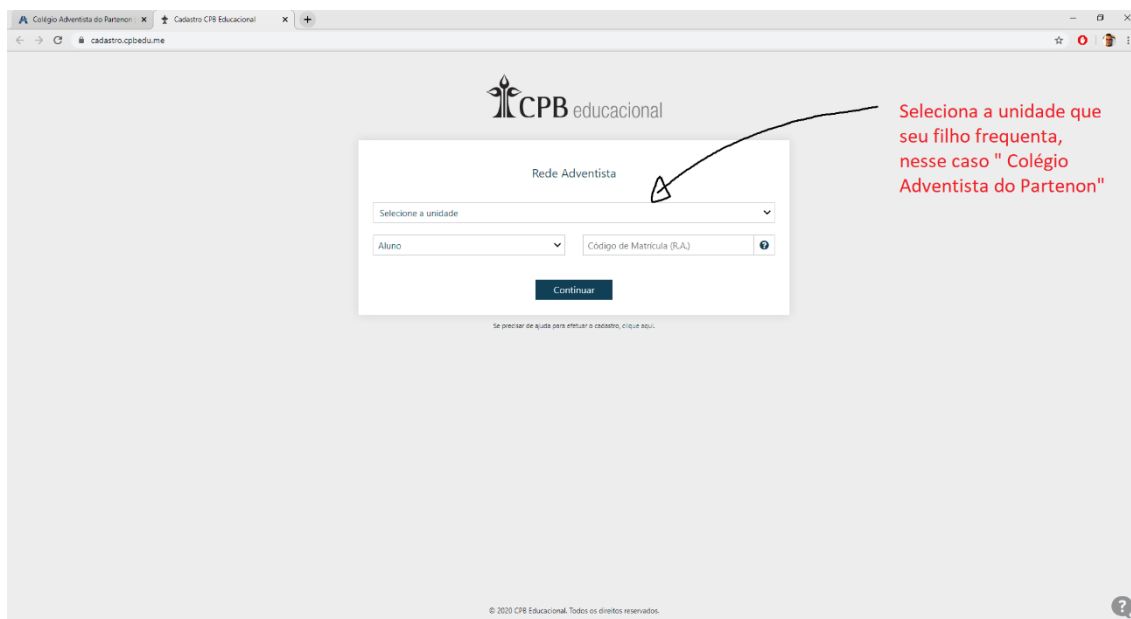 Colégio Adventista do Partenon
Cadastro CPB Educacional
cadastro.cpbedu.me
CPB educacional
Seleciona a unidade que
seu filho frequenta,
nesse caso " Colégio
Adventista do Partenon"
Rede Adventista
Selecione a unidade
Aluno
Código de Matrícula (R.A.)
Continuar
Se precisar de ajuda para efetuar o cadastro, clique aqui.
© 2020 CPB Educacional. Todos os direitos reservados.